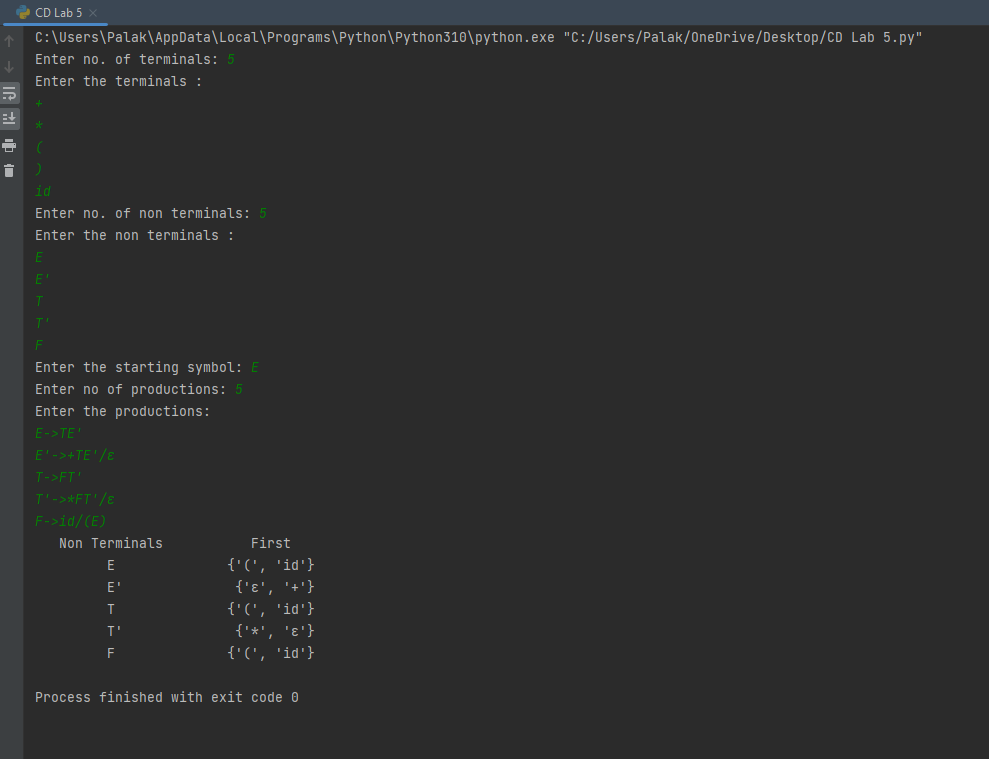 CD Lab 5
C:\Users\Palak\AppData\Local\Programs\Python\Python310\python.exe "C:/Users/Palak/OneDrive/Desktop/CD Lab 5.py"
Enter no. of terminals: 5
Enter the terminals :
+
*
(
)
id
Enter no. of non terminals: 5
Enter the non terminals :
E
E'
T
T'
F
Enter the starting symbol: E
Enter no of productions: 5
Enter the productions:
E->TE'
E'->+TE'/ε
T->FT'
T'->*FT'/ε
F->id/(E)
Non Terminals           First
E              {'(', 'id'}
E'              {'ε', '+'}
T              {'(', 'id'}
T'              {'*', 'ε'}
F              {'(', 'id'}
Process finished with exit code 0